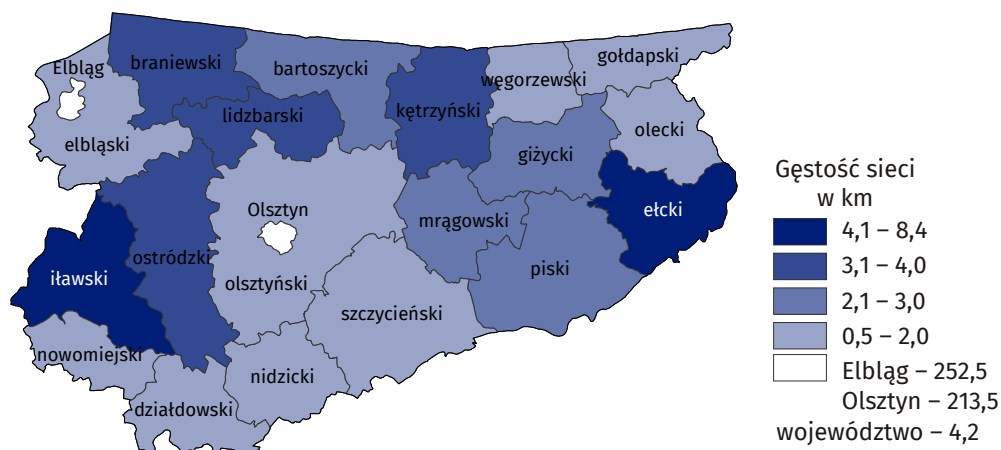 gołdapski
Elbląg
braniewski
bartoszycki
węgorzewski
kętrzyński
lidzbarski
olecki
elbląski
giżycki
Olsztyn
ełcki
mrągowski
ostródzki
piski
iławski
olsztyński
szczycieński
nowomiejski
nidzicki
działdowski
Gęstość sieci
w km
4,1 – 8,4
3,1 – 4,0
2,1 – 3,0
0,5 – 2,0
Elbląg – 252,5
Olsztyn – 213,5
województwo – 4,2